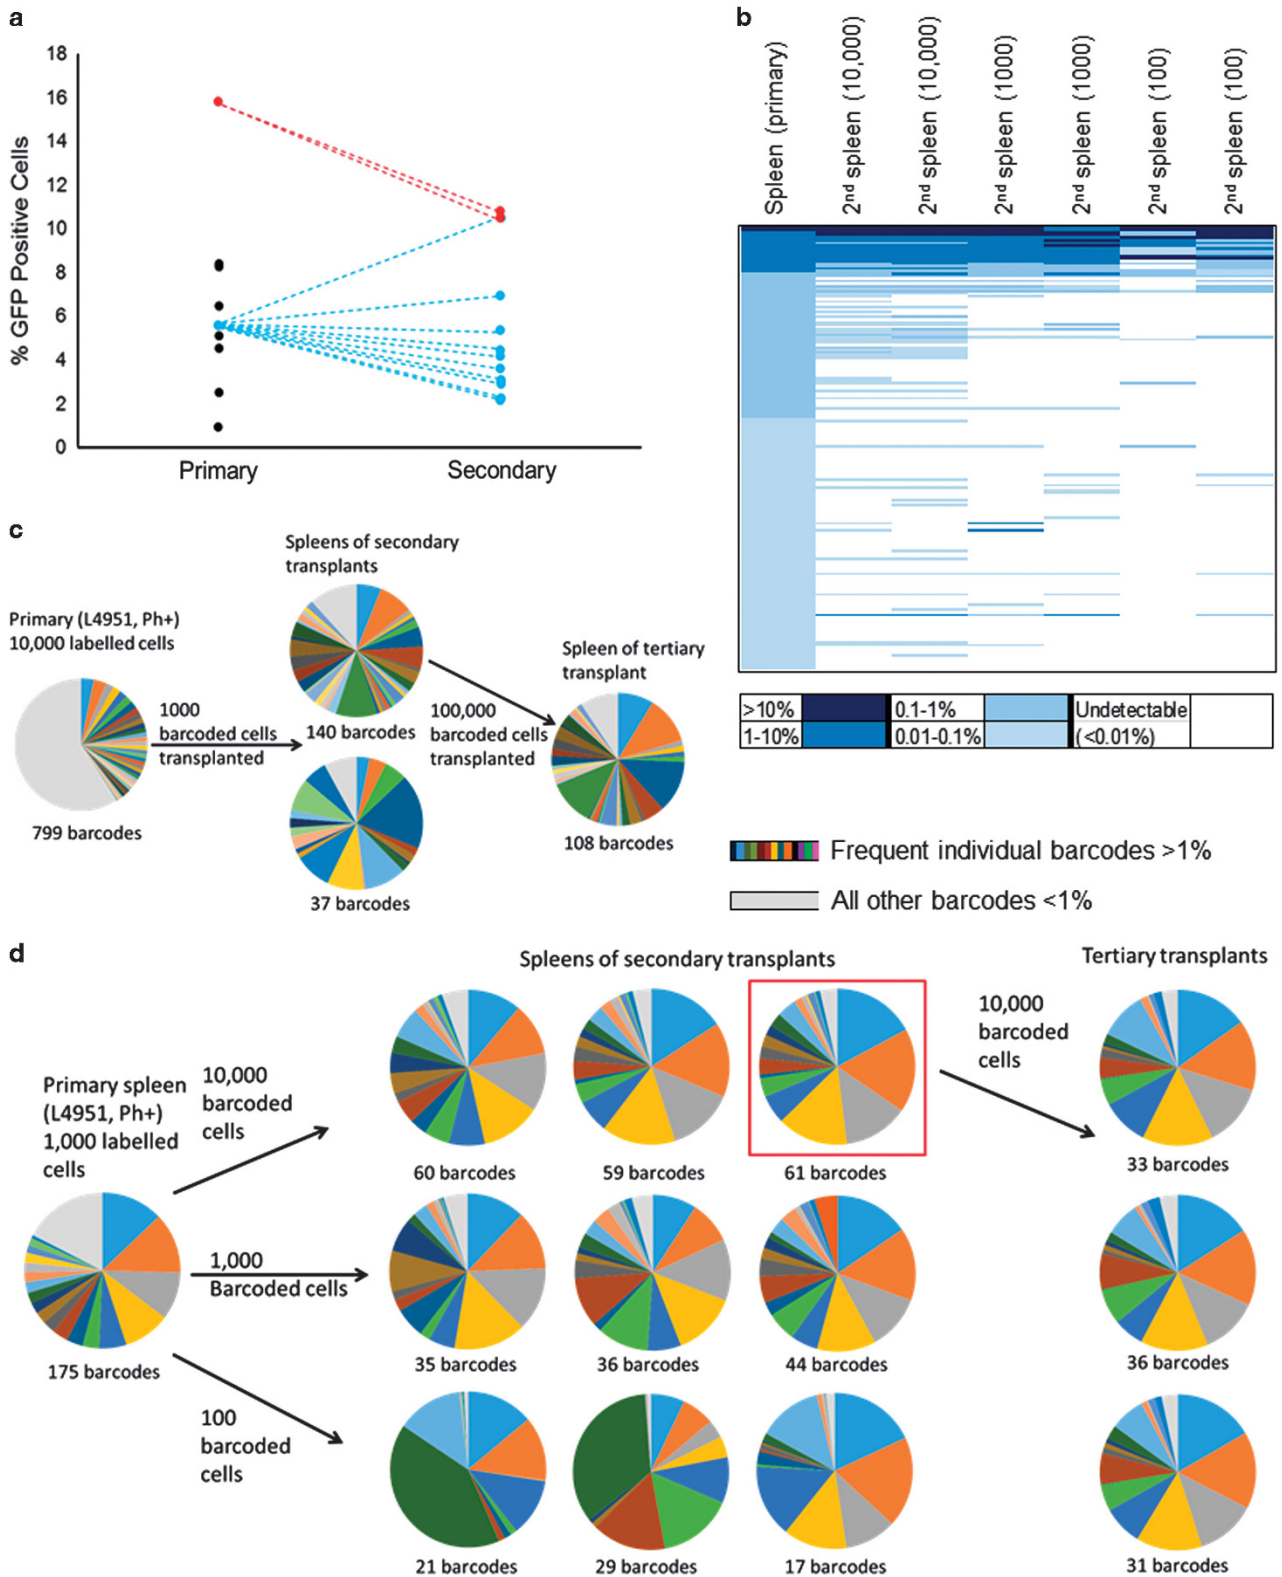 a
18
16
14
12
10
8
6
4
2
0
% GFP Positive Cells
Primary
Secondary
b
Spleen (primary)
2nd spleen (10,000)
2nd spleen (10,000)
2nd spleen (1000)
2nd spleen (1000)
2nd spleen (100)
2nd spleen (100)
>10%
0.1-1%
Undetectable
1-10%
0.01-0.1%
(<0.01%)
c
Spleens of secondary
transplants
Primary (L4951, Ph+)
10,000 labelled cells
Spleen of tertiary
transplant
1000
barcoded cells
transplanted
140 barcodes
100,000
barcoded cells
transplanted
799 barcodes
37 barcodes
108 barcodes
Frequent individual barcodes >1%
All other barcodes <1%
d
Spleens of secondary transplants
Tertiary transplants
Primary spleen
(L4951, Ph+)
1,000 labelled
cells
10,000
barcoded
cells
10,000
barcoded
cells
60 barcodes
59 barcodes
61 barcodes
33 barcodes
1,000
Barcoded cells
175 barcodes
35 barcodes
36 barcodes
44 barcodes
36 barcodes
100
barcoded
cells
21 barcodes
29 barcodes
17 barcodes
31 barcodes